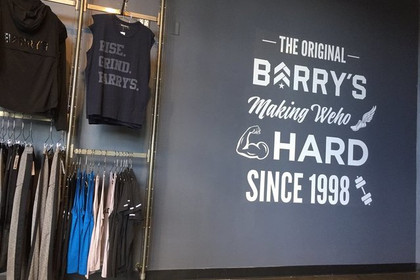 RISE.
GRIND.
BARRY'S.
THE ORIGINAL
BARRY'S
Making Weho
HARD
SINCE 1998